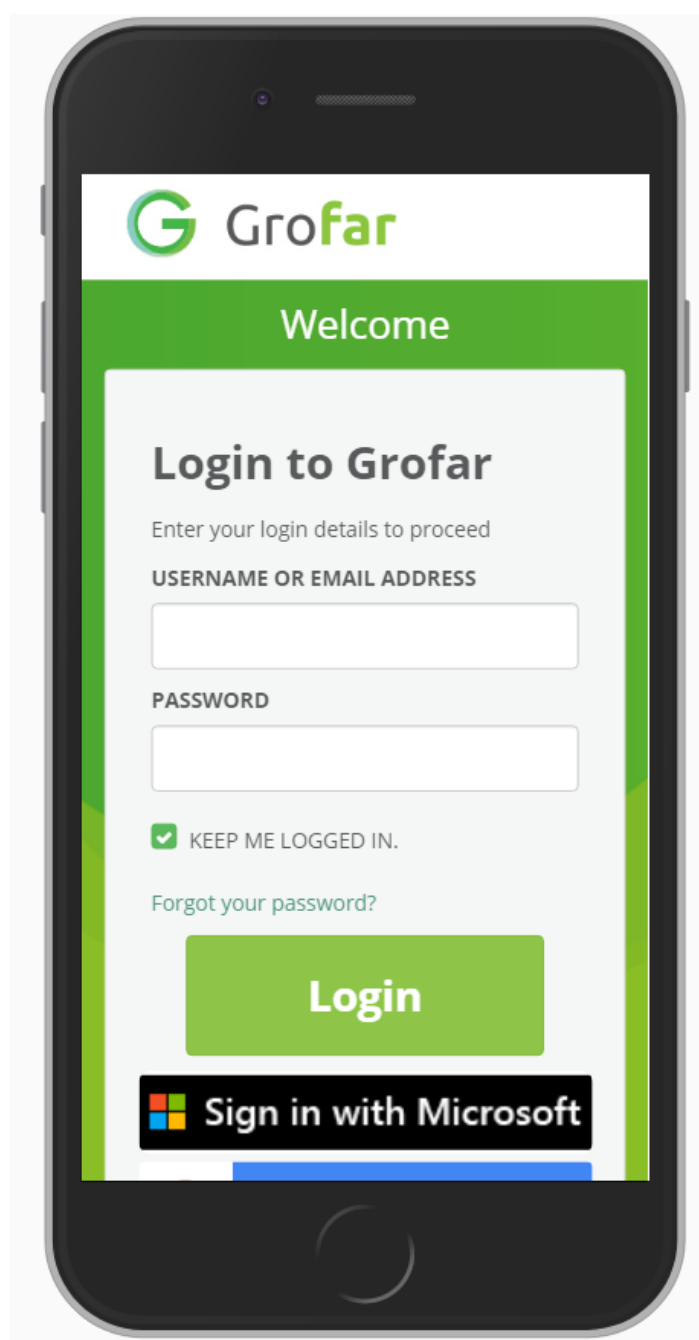 Grofar
Welcome
Login to Grofar
Enter your login details to proceed
USERNAME OR EMAIL ADDRESS
PASSWORD
KEEP ME LOGGED IN.
Forgot your password?
Login
Sign in with Microsoft